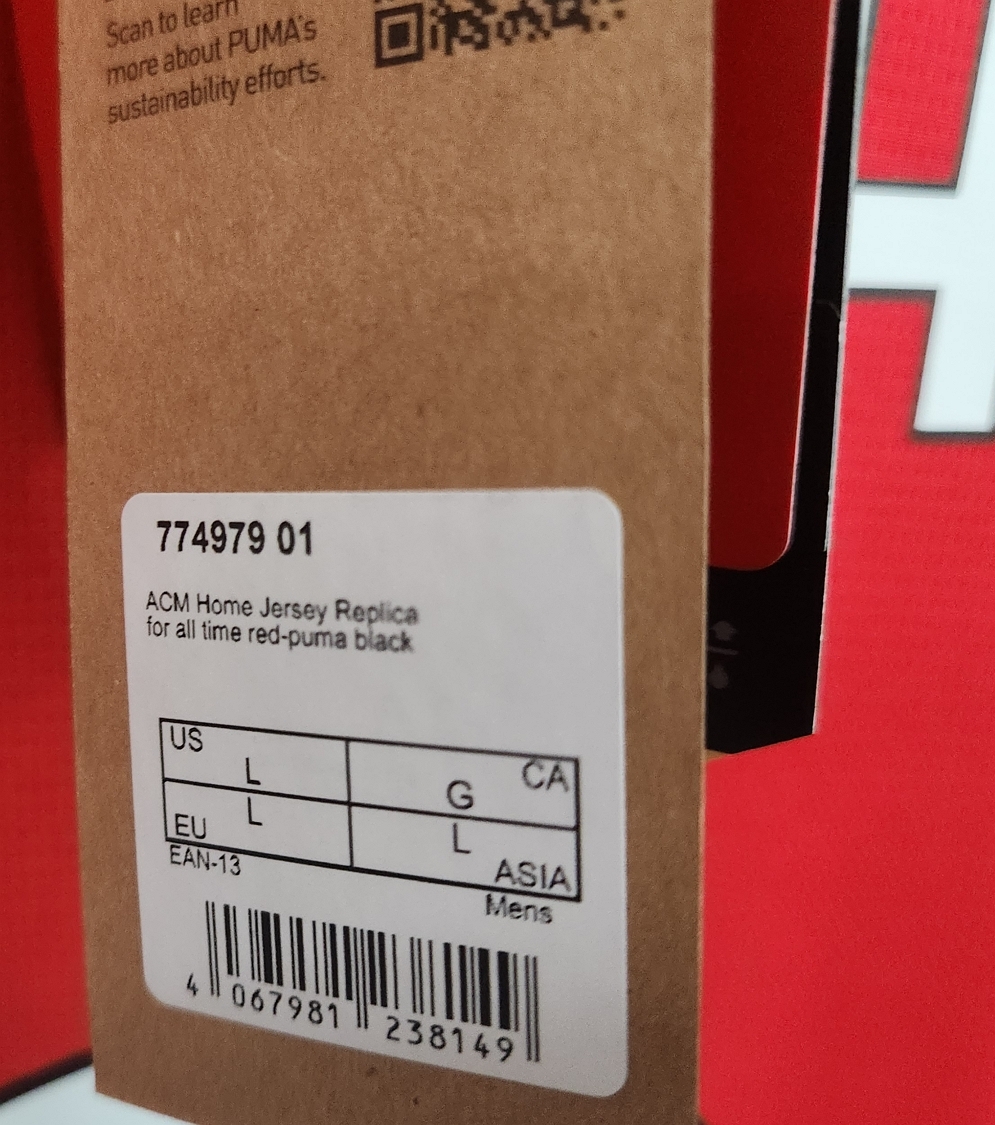 Scan to learn
more about PUMA's
sustainability efforts.
774979 01
ACM Home Jersey Replica
for all time red-puma black
US L
G CA
EU L
L ASIA
EAN-13
Mens
4 067981 238149